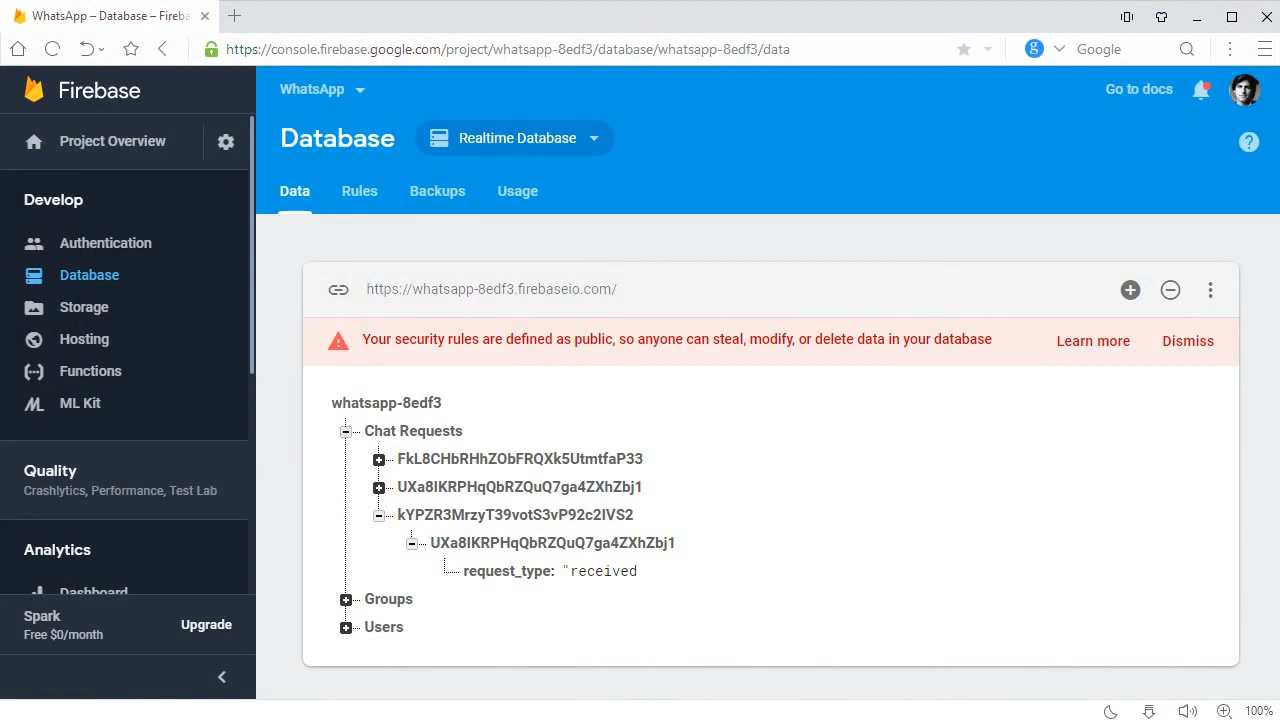 WhatsApp – Database – Fireba
https://console.firebase.google.com/project/whatsapp-8edf3/database/whatsapp-8edf3/data
g
Google
Firebase
Project Overview
Develop
Authentication
Database
Storage
Hosting
Functions
ML Kit
Quality
Crashlytics, Performance, Test Lab
Analytics
Dashboard
Spark
Free $0/month
Upgrade
WhatsApp
Go to docs
Database
Realtime Database
Data
Rules
Backups
Usage
https://whatsapp-8edf3.firebaseio.com/
Your security rules are defined as public, so anyone can steal, modify, or delete data in your database
Learn more
Dismiss
whatsapp-8edf3
Chat Requests
FkL8CHbRHhZObFRQXk5UtmtfaP33
UXa8IKRPHqQbRZQuQ7ga4ZXhZbj1
kYPZR3MrzyT39votS3vP92c2IVS2
UXa8IKRPHqQbRZQuQ7ga4ZXhZbj1
request_type: "received
Groups
Users
100%